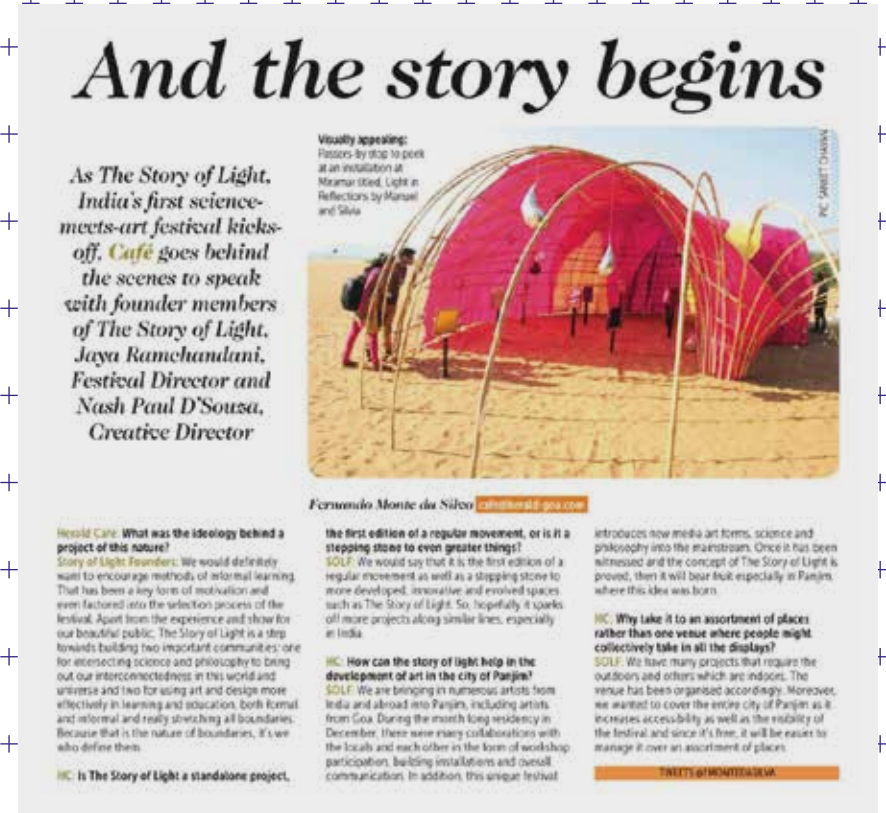 And the story begins
As The Story of Light,
India's first science-
meets-art festival kicks-
off, Café goes behind
the scenes to speak
with founder members
of The Story of Light,
Jaya Ramchandani,
Festival Director and
Nash Paul D'Souza,
Creative Director
Visually appealing:
Passers-by stop to peek
at an installation at
Miramar titled, Light in
Reflections by Manuel
and Silvia
PIC: SANKET CHAVAN
Fernando Monte da Silva cafe@herald-goa.com
Herald Café: What was the ideology behind a
project of this nature?
Story of Light Founders: We would definitely
want to encourage methods of informal learning.
That has been a key form of motivation and
even factored into the selection process of the
festival. Apart from the experience and show for
our beautiful public, The Story of Light is a step
towards building two important communities: one
for intersecting science and philosophy to bring
out our interconnectedness in this world and
universe and two for using art and design more
effectively in learning and education, both formal
and informal and really stretching all boundaries.
Because that is the nature of boundaries, it's we
who define them.
HC: Is The Story of Light a standalone project,
the first edition of a regular movement, or is it a
stepping stone to even greater things?
SOLF: We would say that it is the first edition of a
regular movement as well as a stepping stone to
more developed, innovative and evolved spaces
such as The Story of Light. So, hopefully, it sparks
off more projects along similar lines, especially
in India.
HC: How can the story of light help in the
development of art in the city of Panjim?
SOLF: We are bringing in numerous artists from
India and abroad into Panjim, including artists
from Goa. During the month long residency in
December, there were many collaborations with
the locals and each other in the form of workshop
participation, building installations and overall
communication. In addition, this unique festival
introduces new media art forms, science and
philosophy into the mainstream. Once it has been
witnessed and the concept of The Story of Light is
proved, then it will bear fruit especially in Panjim,
where this idea was born.
HC: Why take it to an assortment of places
rather than one venue where people might
collectively take in all the displays?
SOLF: We have many projects that require the
outdoors and others which are indoors. The
venue has been organised accordingly. Moreover,
we wanted to cover the entire city of Panjim as it
increases accessibility as well as the visibility of
the festival and since it's free, it will be easier to
manage it over an assortment of places.
TWEETS @FMONTEDASILVA